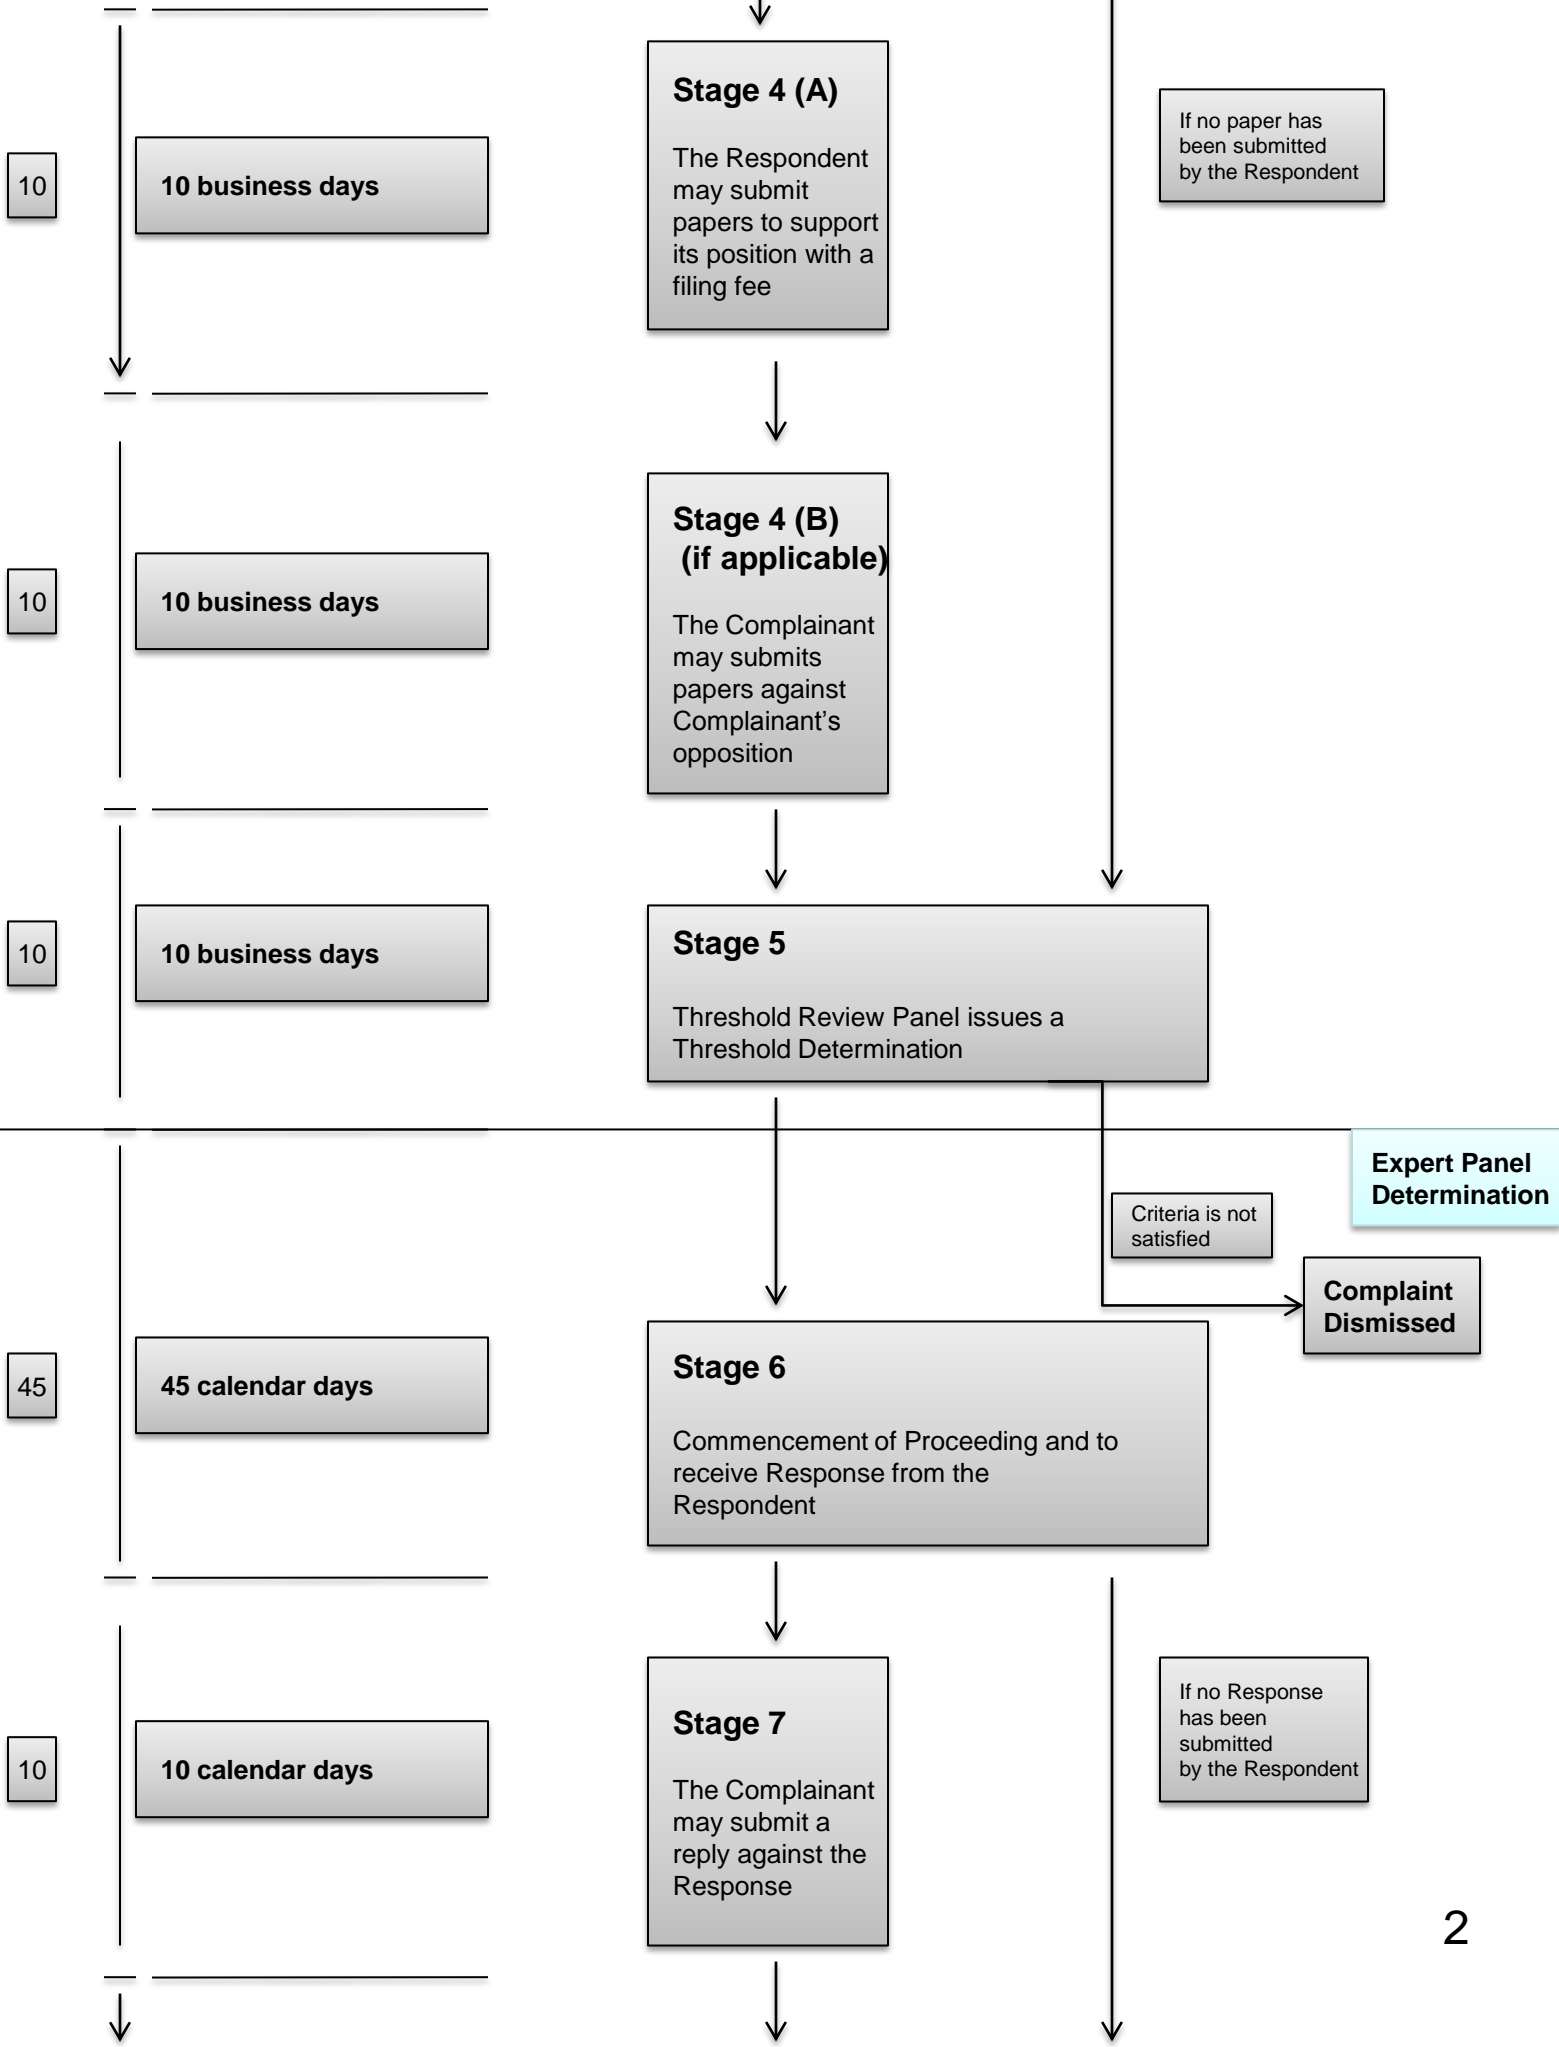 Stage 4 (A)
The Respondent
may submit
papers to support
its position with a
filing fee
If no paper has
been submitted
by the Respondent
10
10 business days
Stage 4 (B)
(if applicable)
The Complainant
may submits
papers against
Complainant's
opposition
10
10 business days
10
10 business days
Stage 5
Threshold Review Panel issues a
Threshold Determination
Expert Panel
Determination
Criteria is not
satisfied
Complaint
Dismissed
45
45 calendar days
Stage 6
Commencement of Proceeding and to
receive Response from the
Respondent
10
10 calendar days
Stage 7
The Complainant
may submit a
reply against the
Response
If no Response
has been
submitted
by the Respondent
2